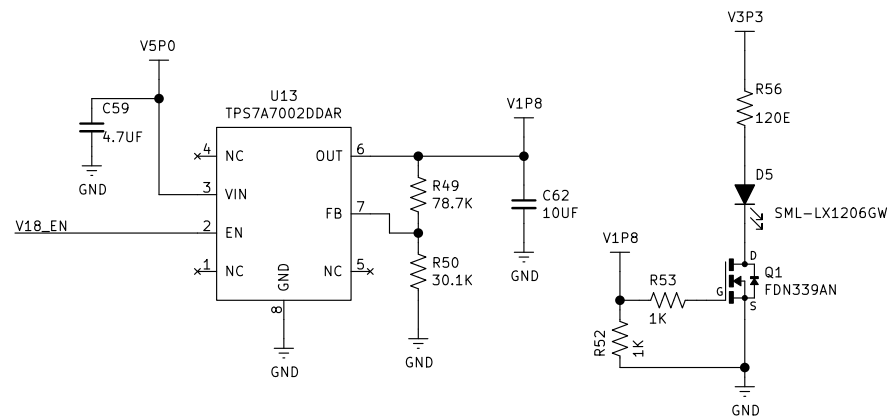 V5P0
C59
4.7UF
GND
U13
TPS7A7002DDAR
4 NC
3 VIN
2 EN
1 NC
V18_EN
OUT 6
FB 7
NC 5
GND
8
GND
R49
78.7K
R50
30.1K
GND
V1P8
C62
10UF
GND
V3P3
R56
120E
D5
SML-LX1206GW
V1P8
R53
1K
R52
1K
D
G
S
Q1
FDN339AN
GND